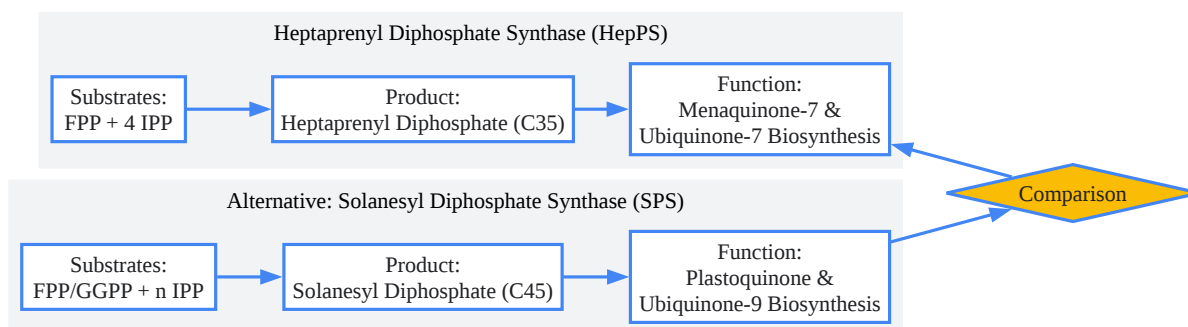 Heptaprenyl Diphosphate Synthase (HepPS)
Substrates:
FPP + 4 IPP
Product:
Heptaprenyl Diphosphate (C35)
Function:
Menaquinone-7 &
Ubiquinone-7 Biosynthesis
Comparison
Alternative: Solanesyl Diphosphate Synthase (SPS)
Substrates:
FPP/GGPP + n IPP
Product:
Solanesyl Diphosphate (C45)
Function:
Plastoquinone &
Ubiquinone-9 Biosynthesis